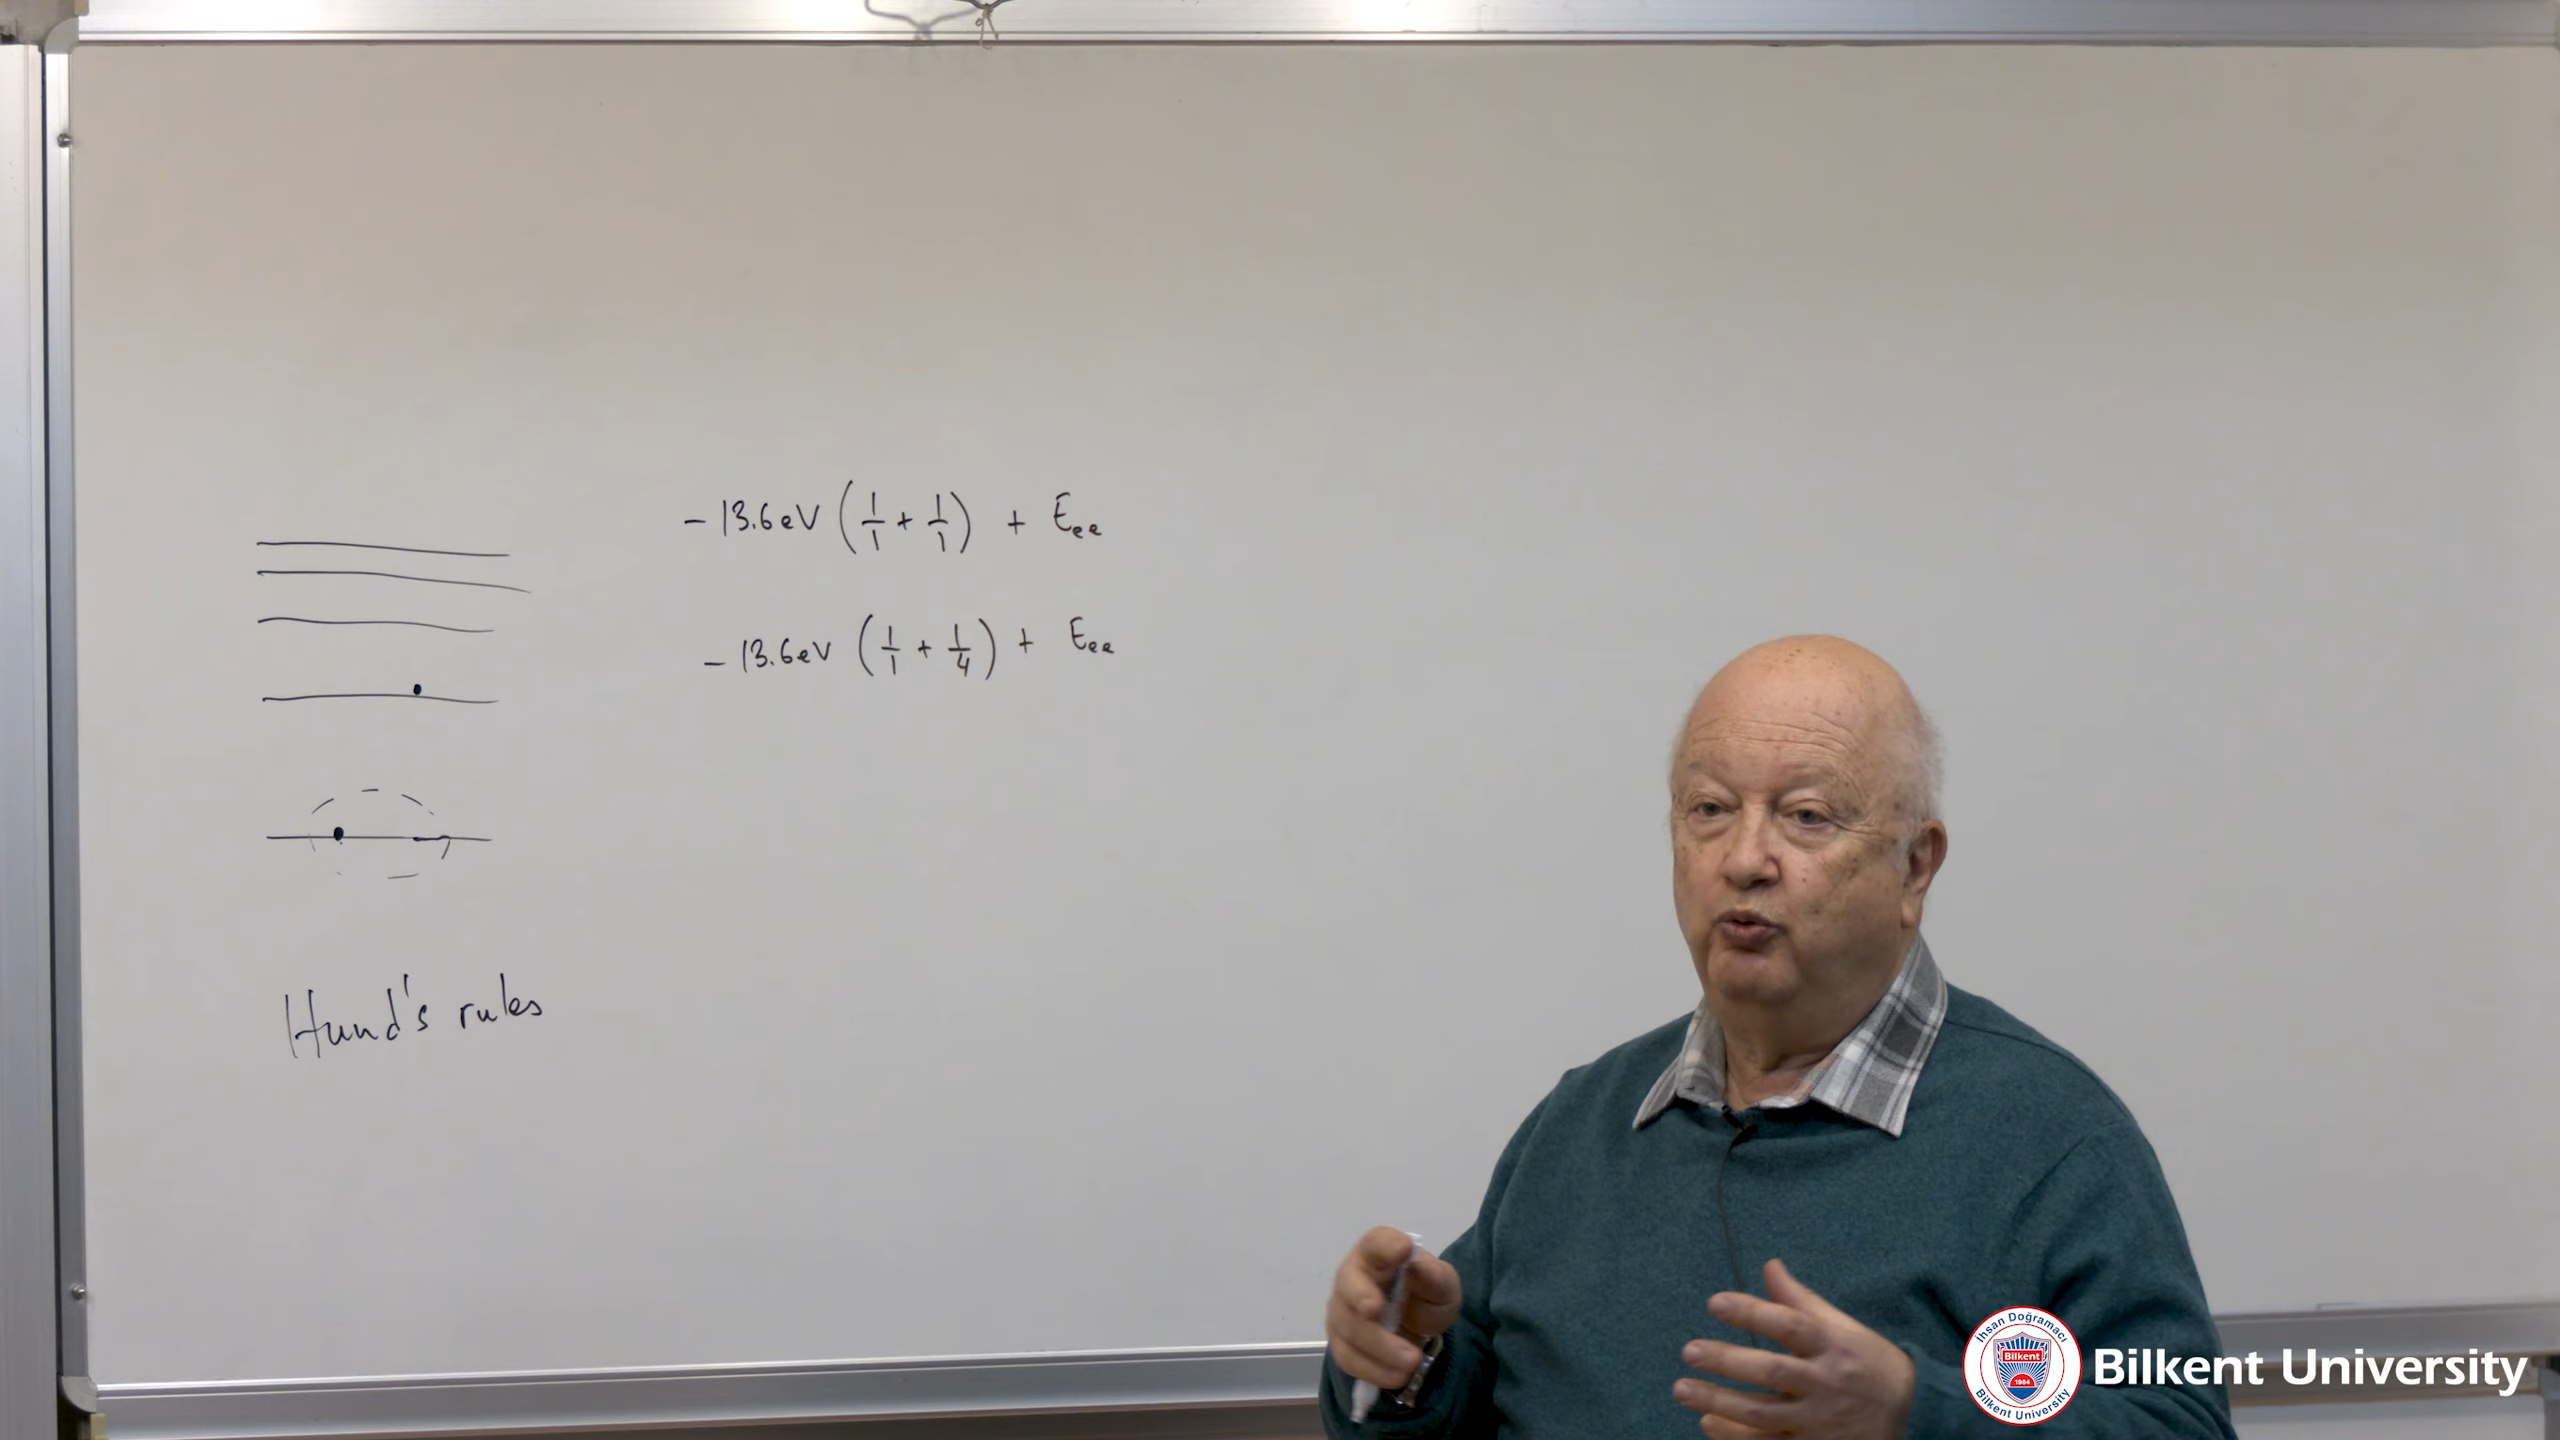 -13.6eV (1/1 + 1/1) + Eee
-13.6eV (1/1 + 1/4) + Eee
Hund's rules
İhsan Doğramacı
Bilkent
1984
Bilkent University
Bilkent University